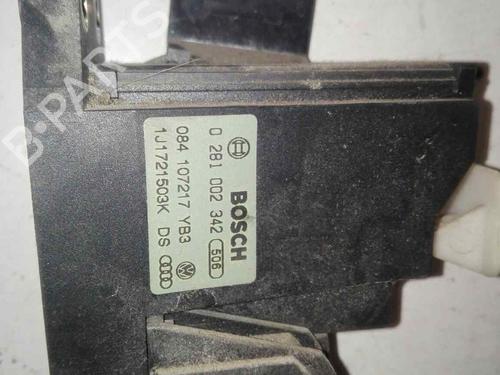 BOSCH
0 281 002 342 506
084 107217 YB3
1J1721503K DS
B-PARTS